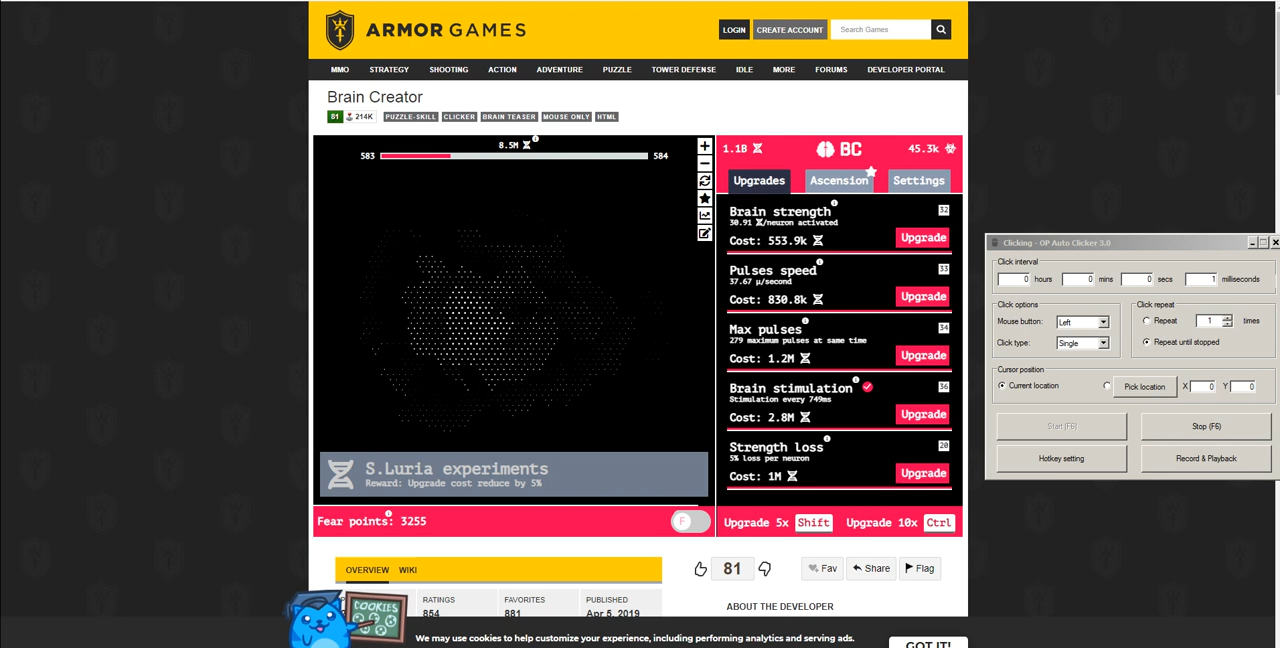 ARMOR GAMES
LOGIN
CREATE ACCOUNT
Search Games
MMO STRATEGY SHOOTING ACTION ADVENTURE PUZZLE TOWER DEFENSE IDLE MORE FORUMS DEVELOPER PORTAL
Brain Creator
81 214K PUZZLE-SKILL CLICKER BRAIN TEASER MOUSE ONLY HTML
8.5M
583 584
1.1B BC 45.3k
Upgrades Ascension Settings
Brain strength 32
30.91 /neuron activated
Cost: 553.9k Upgrade
Pulses speed 33
37.67 µ/second
Cost: 830.8k Upgrade
Max pulses 34
279 maximum pulses at same time
Cost: 1.2M Upgrade
Brain stimulation 36
Stimulation every 749ms
Cost: 2.8M Upgrade
Strength loss 20
5% loss per neuron
Cost: 1M Upgrade
S.Luria experiments
Reward: Upgrade cost reduce by 5%
Fear points: 3255 F
Upgrade 5x Shift Upgrade 10x Ctrl
Clicking - OP Auto Clicker 3.0
Click interval
0 hours 0 mins 0 secs 1 milliseconds
Click options
Mouse button: Left
Click type: Single
Click repeat
Repeat 1 times
Repeat until stopped
Cursor position
Current location Pick location X 0 Y 0
Start (F6) Stop (F6)
Hotkey setting Record & Playback
OVERVIEW WIKI
81 Fav Share Flag
RATINGS FAVORITES PUBLISHED
854 881 Apr 5, 2019
ABOUT THE DEVELOPER
COOKIES
We may use cookies to help customize your experience, including performing analytics and serving ads.
GOT IT!